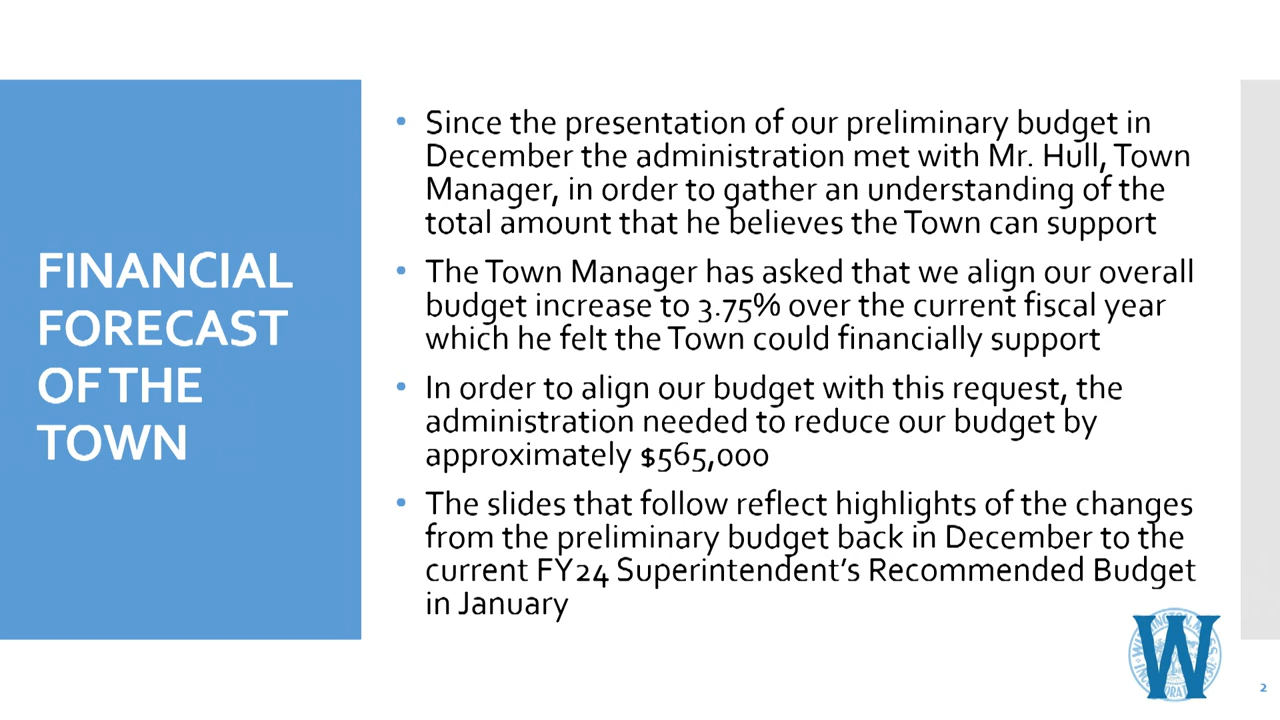 FINANCIAL
FORECAST
OF THE
TOWN
• Since the presentation of our preliminary budget in
December the administration met with Mr. Hull, Town
Manager, in order to gather an understanding of the
total amount that he believes the Town can support
• The Town Manager has asked that we align our overall
budget increase to 3.75% over the current fiscal year
which he felt the Town could financially support
• In order to align our budget with this request, the
administration needed to reduce our budget by
approximately $565,000
• The slides that follow reflect highlights of the changes
from the preliminary budget back in December to the
current FY24 Superintendent's Recommended Budget
in January
W
2